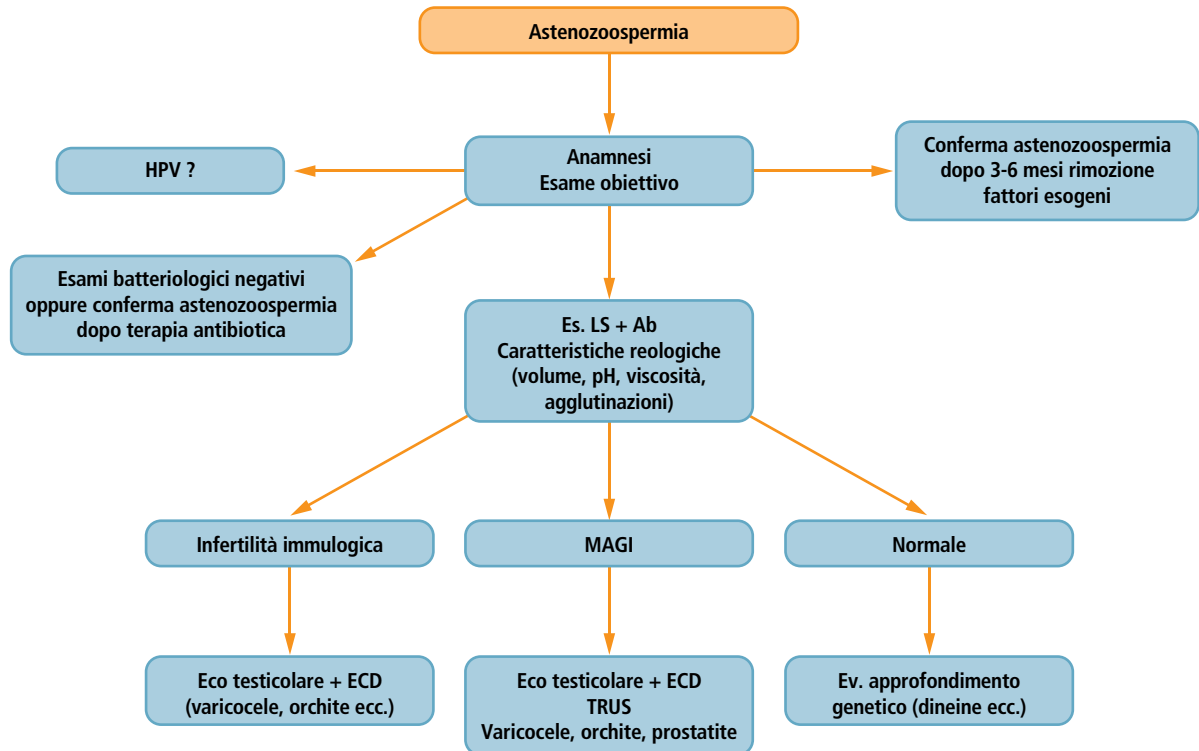 Astenozoospermia
HPV ?
Anamnesi
Esame obiettivo
Conferma astenozoospermia
dopo 3-6 mesi rimozione
fattori esogeni
Esami batteriologici negativi
oppure conferma astenozoospermia
dopo terapia antibiotica
Es. LS + Ab
Caratteristiche reologiche
(volume, pH, viscosità,
agglutinazioni)
Infertilità immulogica
MAGI
Normale
Eco testicolare + ECD
(varicocele, orchite ecc.)
Eco testicolare + ECD
TRUS
Varicocele, orchite, prostatite
Ev. approfondimento
genetico (dineine ecc.)